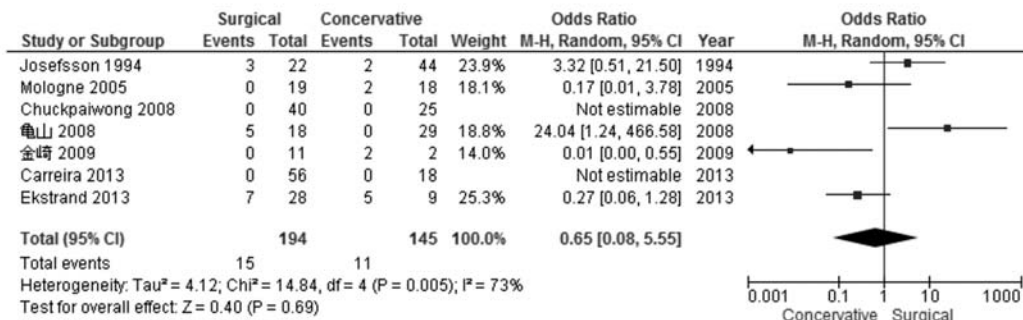 Surgical Concervative Odds Ratio Odds Ratio
Study or Subgroup Events Total Events Total Weight M-H, Random, 95% CI Year M-H, Random, 95% CI
Josefsson 1994 3 22 2 44 23.9% 3.32 [0.51, 21.50] 1994
Mologne 2005 0 19 2 18 18.1% 0.17 [0.01, 3.78] 2005
Chuckpaiwong 2008 0 40 0 25 Not estimable 2008
亀山 2008 5 18 0 29 18.8% 24.04 [1.24, 466.58] 2008
金崎 2009 0 11 2 2 14.0% 0.01 [0.00, 0.55] 2009
Carreira 2013 0 56 0 18 Not estimable 2013
Ekstrand 2013 7 28 5 9 25.3% 0.27 [0.06, 1.28] 2013
Total (95% CI) 194 145 100.0% 0.65 [0.08, 5.55]
Total events 15 11
Heterogeneity: Tau² = 4.12; Chi² = 14.84, df = 4 (P = 0.005); I² = 73%
Test for overall effect: Z = 0.40 (P = 0.69)
0.001 0.1 1 10 1000
Concervative Surgical